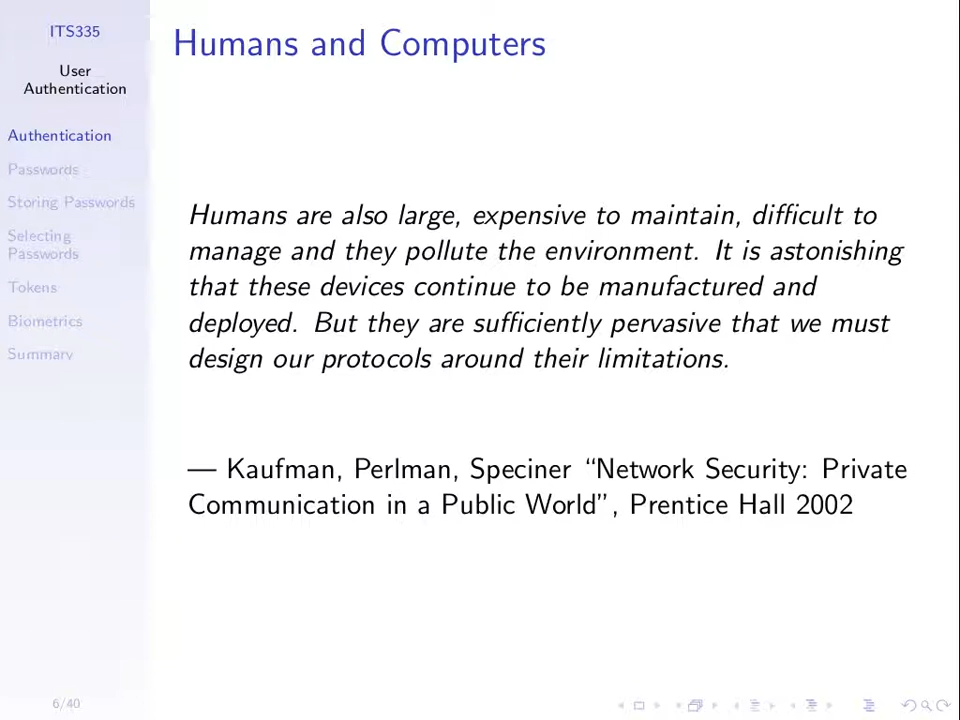 ITS335
User
Authentication
Authentication
Passwords
Storing Passwords
Selecting
Passwords
Tokens
Biometrics
Summary
Humans and Computers
Humans are also large, expensive to maintain, difficult to
manage and they pollute the environment. It is astonishing
that these devices continue to be manufactured and
deployed. But they are sufficiently pervasive that we must
design our protocols around their limitations.
— Kaufman, Perlman, Speciner “Network Security: Private
Communication in a Public World”, Prentice Hall 2002
6/40